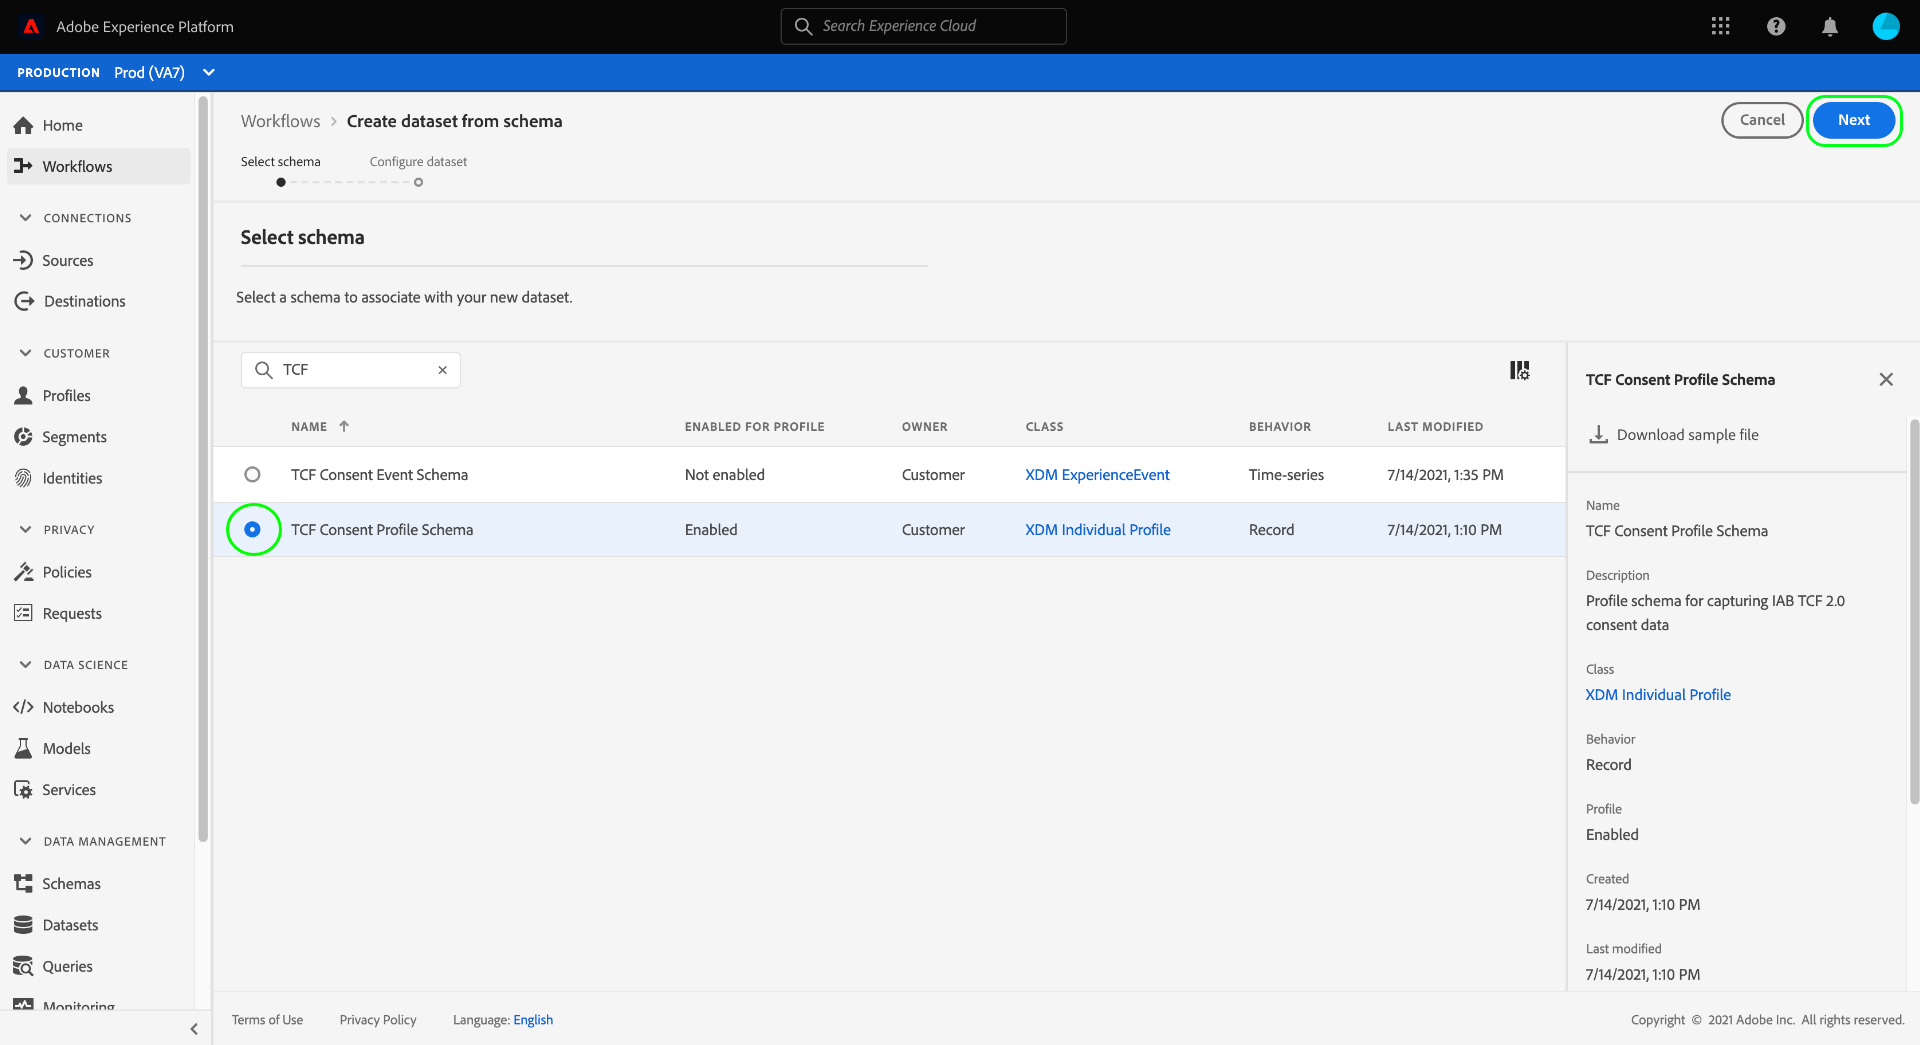 Adobe Experience Platform
Search Experience Cloud
PRODUCTION Prod (VA7)
Home
Workflows
CONNECTIONS
Sources
Destinations
CUSTOMER
Profiles
Segments
Identities
PRIVACY
Policies
Requests
DATA SCIENCE
Notebooks
Models
Services
DATA MANAGEMENT
Schemas
Datasets
Queries
Monitoring
Workflows > Create dataset from schema
Cancel
Next
Select schema Configure dataset
Select schema
Select a schema to associate with your new dataset.
TCF
NAME ENABLED FOR PROFILE OWNER CLASS BEHAVIOR LAST MODIFIED
TCF Consent Event Schema Not enabled Customer XDM ExperienceEvent Time-series 7/14/2021, 1:35 PM
TCF Consent Profile Schema Enabled Customer XDM Individual Profile Record 7/14/2021, 1:10 PM
TCF Consent Profile Schema
Download sample file
Name
TCF Consent Profile Schema
Description
Profile schema for capturing IAB TCF 2.0
consent data
Class
XDM Individual Profile
Behavior
Record
Profile
Enabled
Created
7/14/2021, 1:10 PM
Last modified
7/14/2021, 1:10 PM
Terms of Use Privacy Policy Language: English
Copyright © 2021 Adobe Inc. All rights reserved.